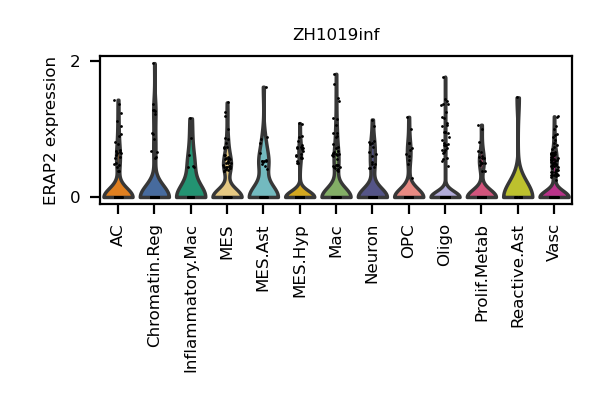 ZH1019inf
ERAP2 expression
2
0
AC
Chromatin.Reg
Inflammatory.Mac
MES
MES.Ast
MES.Hyp
Mac
Neuron
OPC
Oligo
Prolif.Metab
Reactive.Ast
Vasc